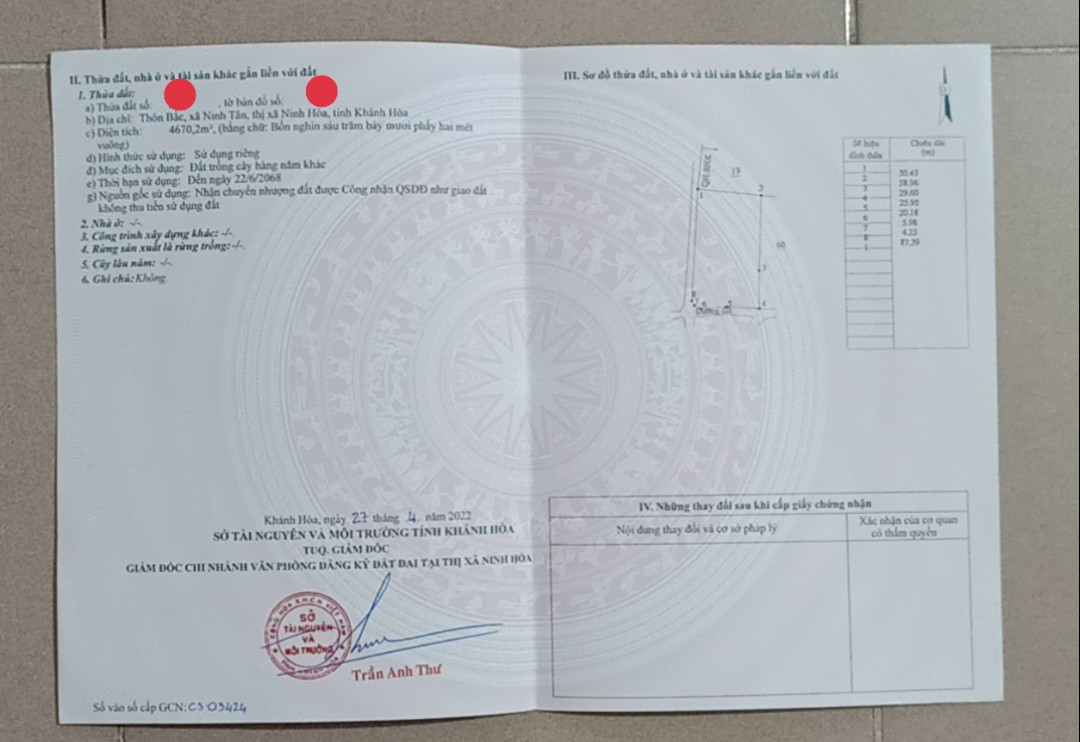 II. Thửa đất, nhà ở và tài sản khác gắn liền với đất
1. Thửa đất:
a) Thửa đất số: , tờ bản đồ số:
b) Địa chỉ: Thôn Bắc, xã Ninh Tân, thị xã Ninh Hòa, tỉnh Khánh Hòa
c) Diện tích: 4670,2m², (bằng chữ: Bốn nghìn sáu trăm bảy mươi phẩy hai mét
vuông)
d) Hình thức sử dụng: Sử dụng riêng
đ) Mục đích sử dụng: Đất trồng cây hàng năm khác
e) Thời hạn sử dụng: Đến ngày 22/6/2068
g) Nguồn gốc sử dụng: Nhận chuyển nhượng đất được Công nhận QSDĐ như giao đất
không thu tiền sử dụng đất
2. Nhà ở: -/-.
3. Công trình xây dựng khác: -/-.
4. Rừng sản xuất là rừng trồng: -/-.
5. Cây lâu năm: -/-.
6. Ghi chú: Không
Khánh Hòa, ngày 27 tháng 4 năm 2022
SỞ TÀI NGUYÊN VÀ MÔI TRƯỜNG TỈNH KHÁNH HÒA
TUQ. GIÁM ĐỐC
GIÁM ĐỐC CHI NHÁNH VĂN PHÒNG ĐĂNG KÝ ĐẤT ĐAI TẠI THỊ XÃ NINH HÒA
SỞ
TÀI NGUYÊN
VÀ
MÔI TRƯỜNG
Trần Anh Thư
Số vào sổ cấp GCN: CS 03424
III. Sơ đồ thửa đất, nhà ở và tài sản khác gắn liền với đất
19
1
2
3
4
Số hiệu
đỉnh thửa
Chiều dài
(m)
1
2
3
4
5
6
7
8
1
50.43
58.96
29.60
25.95
20.18
5.98
4.23
87.39
IV. Những thay đổi sau khi cấp giấy chứng nhận
Nội dung thay đổi và cơ sở pháp lý
Xác nhận của cơ quan
có thẩm quyền